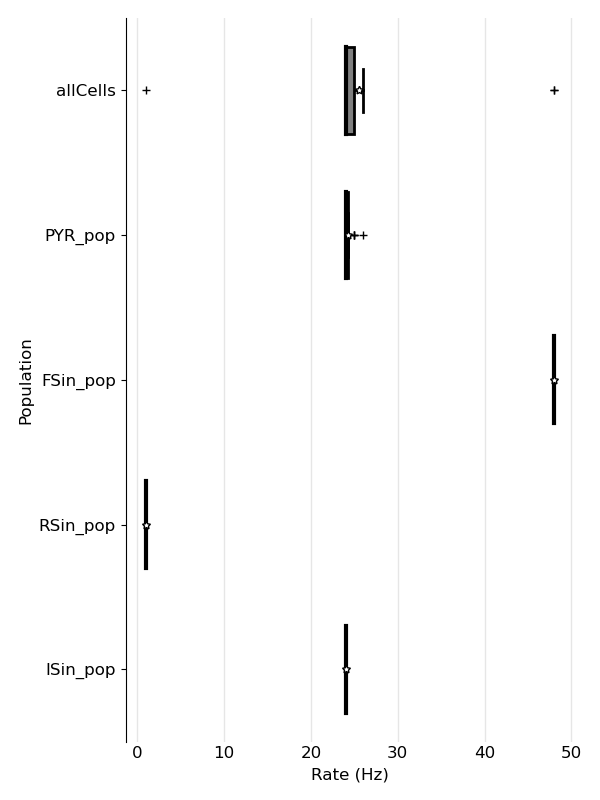 allCells
PYR_pop
FSin_pop
RSin_pop
ISin_pop
Population
0 10 20 30 40 50
Rate (Hz)